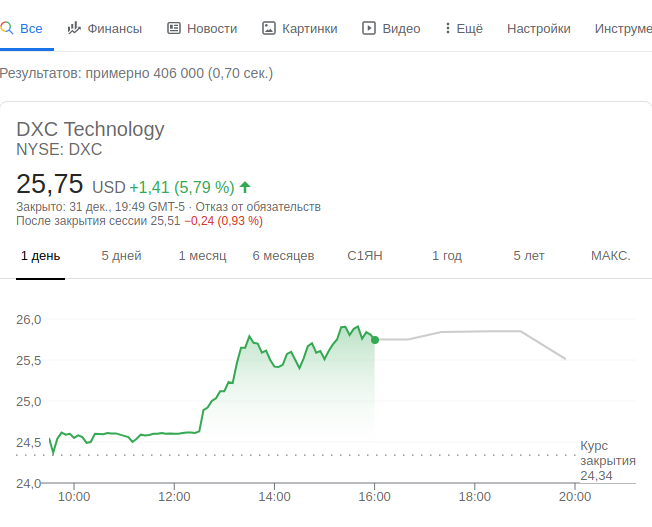 Все Финансы Новости Картинки Видео Ещё Настройки Инструме
Результатов: примерно 406 000 (0,70 сек.)
DXC Technology
NYSE: DXC
25,75 USD +1,41 (5,79 %)
Закрыто: 31 дек., 19:49 GMT-5 · Отказ от обязательств
После закрытия сессии 25,51 −0,24 (0,93 %)
1 день 5 дней 1 месяц 6 месяцев С1ЯН 1 год 5 лет МАКС.
26,0
25,5
25,0
24,5
Курс
закрытия
24,34
24,0
10:00 12:00 14:00 16:00 18:00 20:00